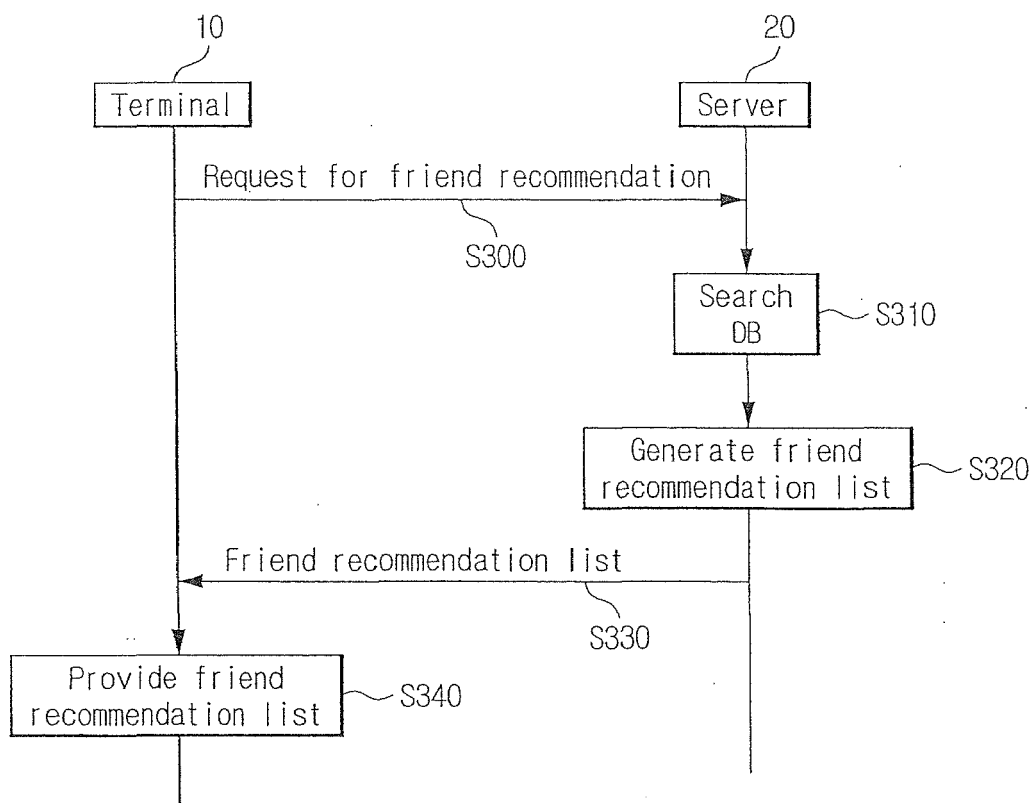 10
20
Terminal
Server
Request for friend recommendation
S300
Search
DB
S310
Generate friend
recommendation list
S320
Friend recommendation list
S330
Provide friend
recommendation list
S340